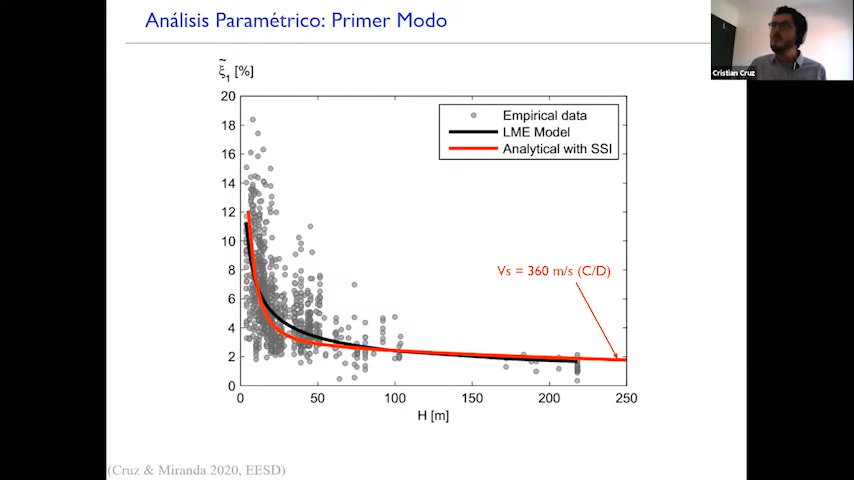 Análisis Paramétrico: Primer Modo
Cristian Cruz
ξ̃1 [%]
20
18
16
14
12
10
8
6
4
2
0
Empirical data
LME Model
Analytical with SSI
Vs = 360 m/s (C/D)
0 50 100 150 200 250
H [m]
(Cruz & Miranda 2020, EESD)